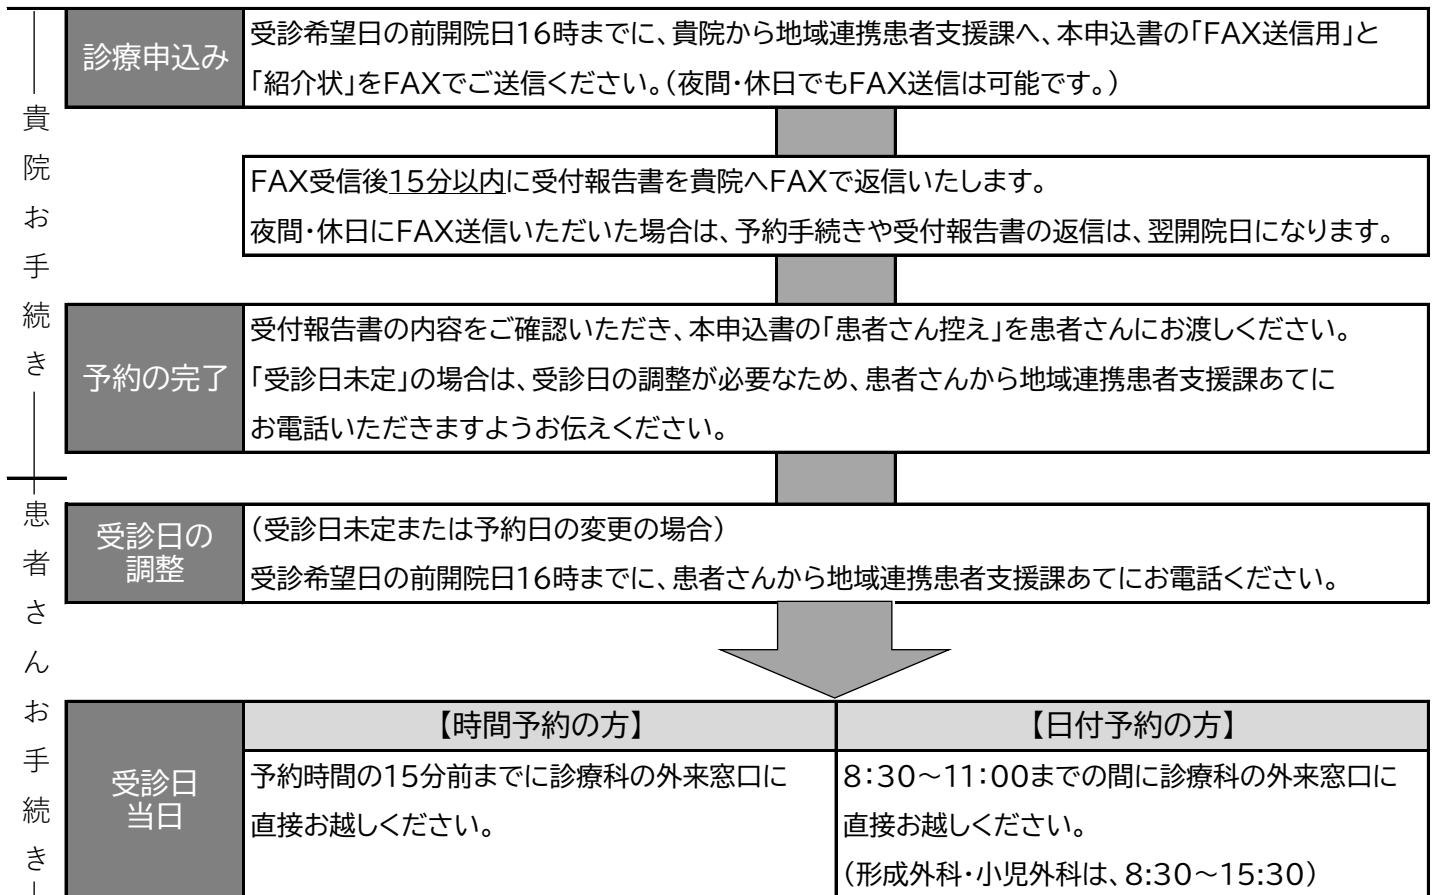 貴院お手続き
診療申込み
受診希望日の前開院日16時までに、貴院から地域連携患者支援課へ、本申込書の「FAX送信用」と
「紹介状」をFAXでご送信ください。(夜間・休日でもFAX送信は可能です。)
FAX受信後15分以内に受付報告書を貴院へFAXで返信いたします。
夜間・休日にFAX送信いただいた場合は、予約手続きや受付報告書の返信は、翌開院日になります。
予約の完了
受付報告書の内容をご確認いただき、本申込書の「患者さん控え」を患者さんにお渡しください。
「受診日未定」の場合は、受診日の調整が必要なため、患者さんから地域連携患者支援課あてに
お電話いただきますようお伝えください。
患者さんお手続き
受診日の
調整
(受診日未定または予約日の変更の場合)
受診希望日の前開院日16時までに、患者さんから地域連携患者支援課あてにお電話ください。
受診日
当日
【時間予約の方】
予約時間の15分前までに診療科の外来窓口に
直接お越しください。
【日付予約の方】
8:30~11:00までの間に診療科の外来窓口に
直接お越しください。
(形成外科・小児外科は、8:30~15:30)